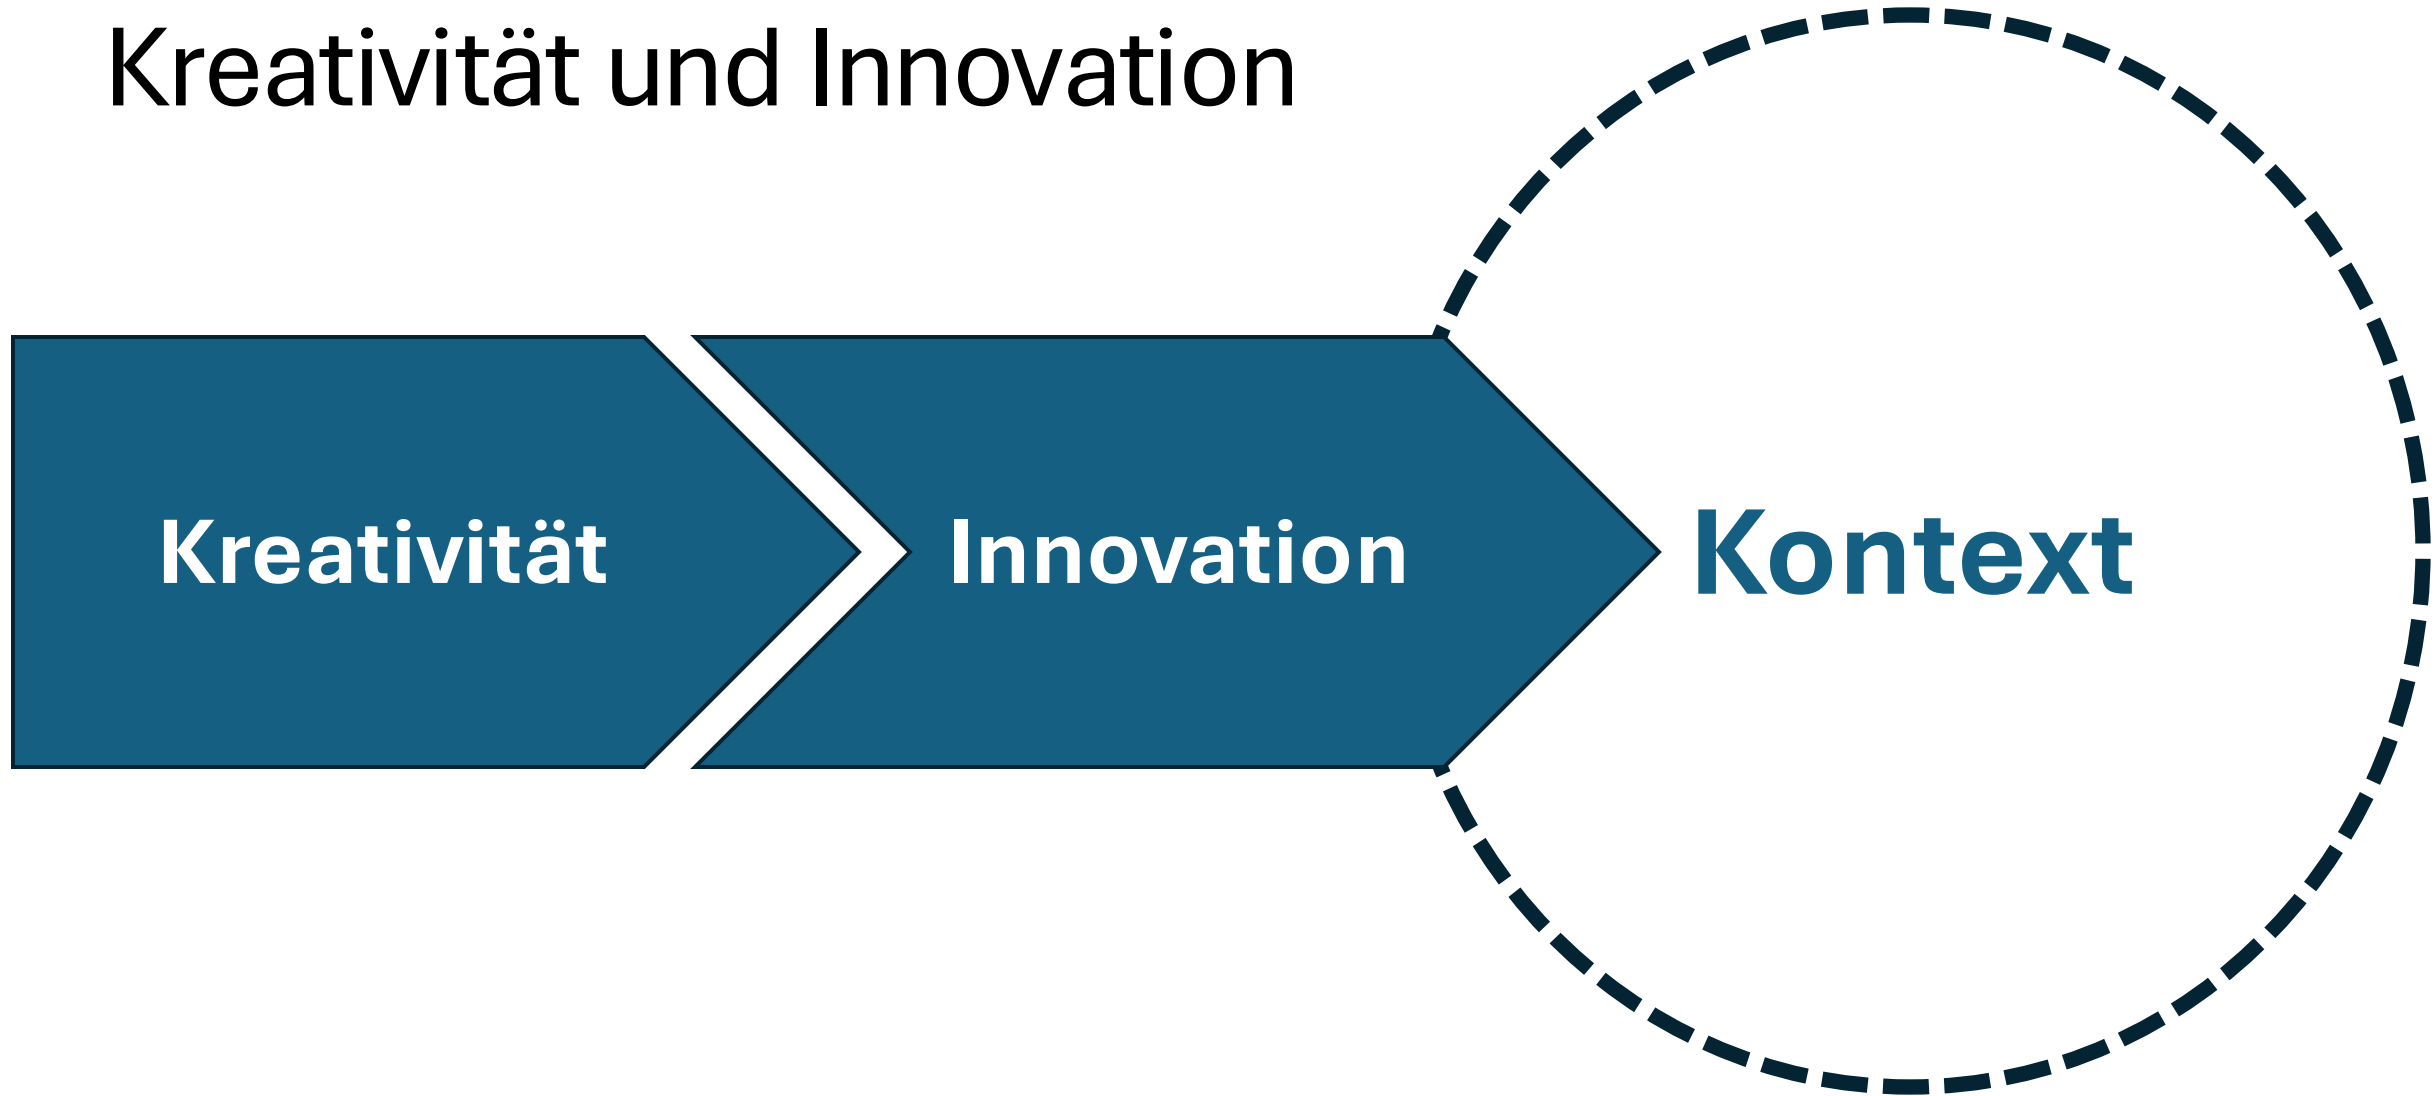 Kreativität und Innovation
Kreativität
Innovation
Kontext